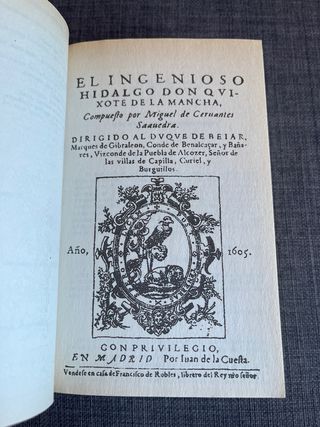 EL INGENIOSO
HIDALGO DON QVI-
XOTE DE LA MANCHA,
Compuesto por Miguel de Ceruantes
Saauedra.
DIRIGIDO AL DVQVE DE BEIAR,
Marques de Gibraleon, Conde de Benalcaçar, y Baña-
res, Vizconde de la Puebla de Alcozer, Señor de
las villas de Capilla, Curiel, y
Burguillos.
Año, 1605.
CON PRIVILEGIO,
EN MADRID Por Iuan de la Cuesta.
Vendese en casa de Francisco de Robles, librero del Rey nro señor.